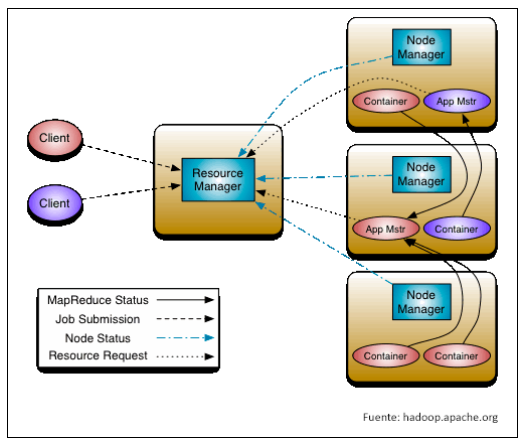 Node
Manager
Container
App Mstr
Client
Client
Resource
Manager
Node
Manager
App Mstr
Container
Node
Manager
Container
Container
MapReduce Status
Job Submission
Node Status
Resource Request
Fuente: hadoop.apache.org